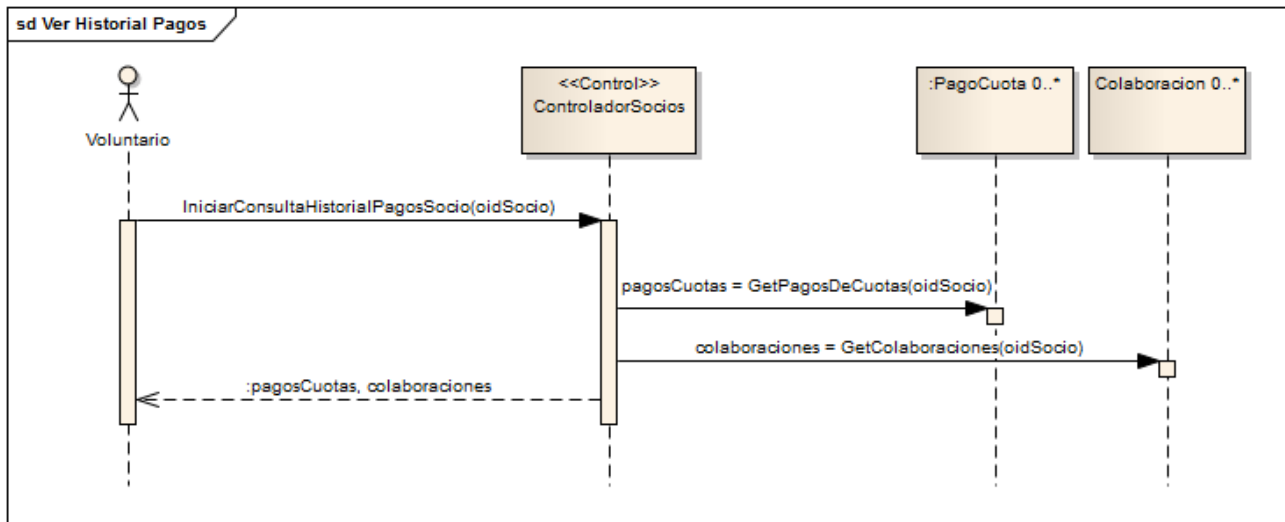 sd Ver Historial Pagos
Voluntario
<<Control>>
ControladorSocios
:PagoCuota 0..*
Colaboracion 0..*
IniciarConsultaHistorialPagosSocio(oidSocio)
pagosCuotas = GetPagosDeCuotas(oidSocio)
colaboraciones = GetColaboraciones(oidSocio)
:pagosCuotas, colaboraciones